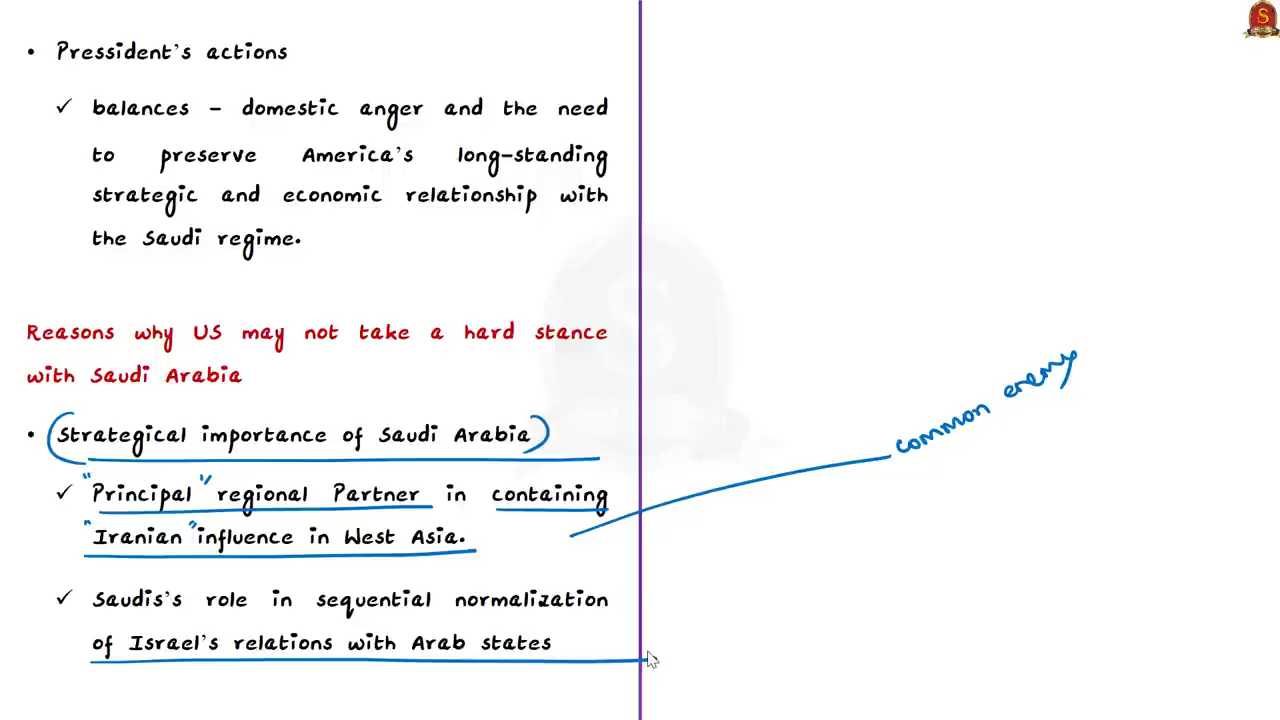 S
• Pressident's actions
✓ balances - domestic anger and the need
to preserve America's long-standing
strategic and economic relationship with
the Saudi regime.
Reasons why US may not take a hard stance
with Saudi Arabia
• (Strategical importance of Saudi Arabia)
✓ "Principal" regional Partner in containing
"Iranian" influence in West Asia.
common enemy
✓ Saudis's role in sequential normalization
of Israel's relations with Arab states